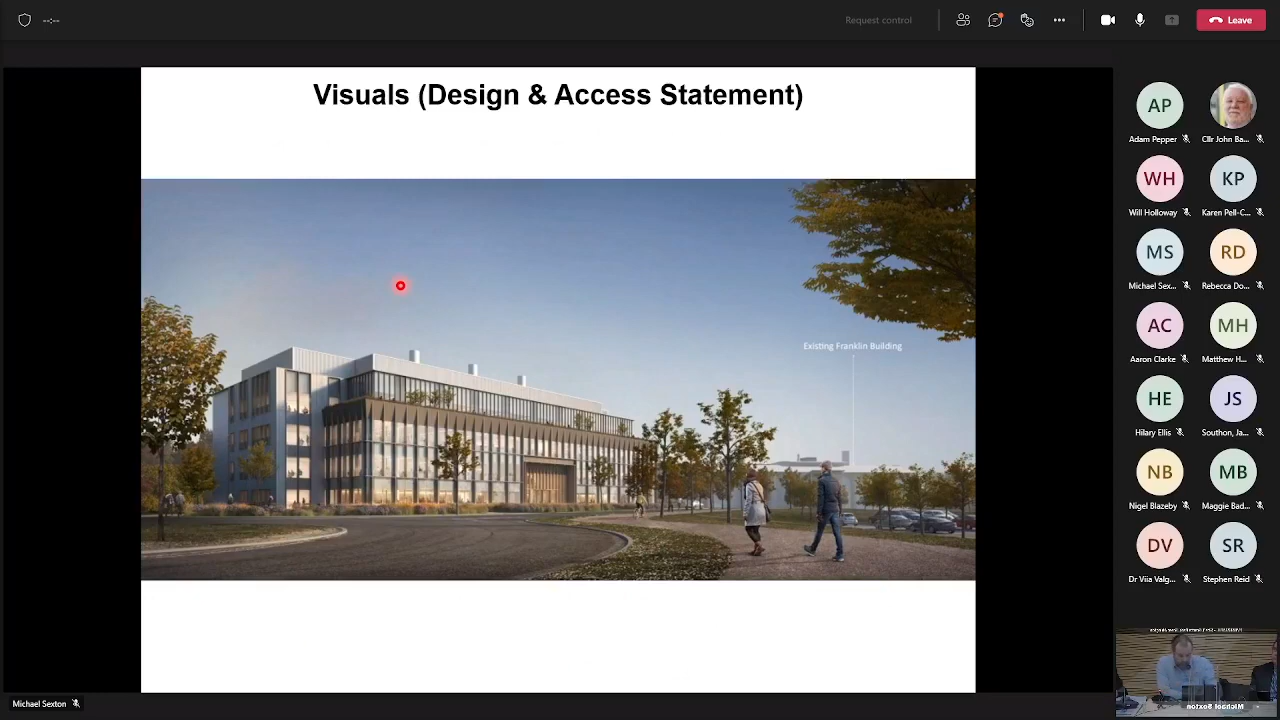 --:--
Request control
Leave
Visuals (Design & Access Statement)
Existing Franklin Building
AP
Adam Pepper
Cllr John Ba...
WH
Will Holloway
KP
Karen Pell-C...
MS
Michael Sex...
RD
Rebecca Do...
AC
Aaron Clarke
MH
Matthew H...
HE
Hilary Ellis
JS
Southon, Ja...
NB
Nigel Blazeby
MB
Maggie Bad...
DV
Dr Viia Valg...
SR
Stephen Reid
Michael Sexton
Michael Sexton